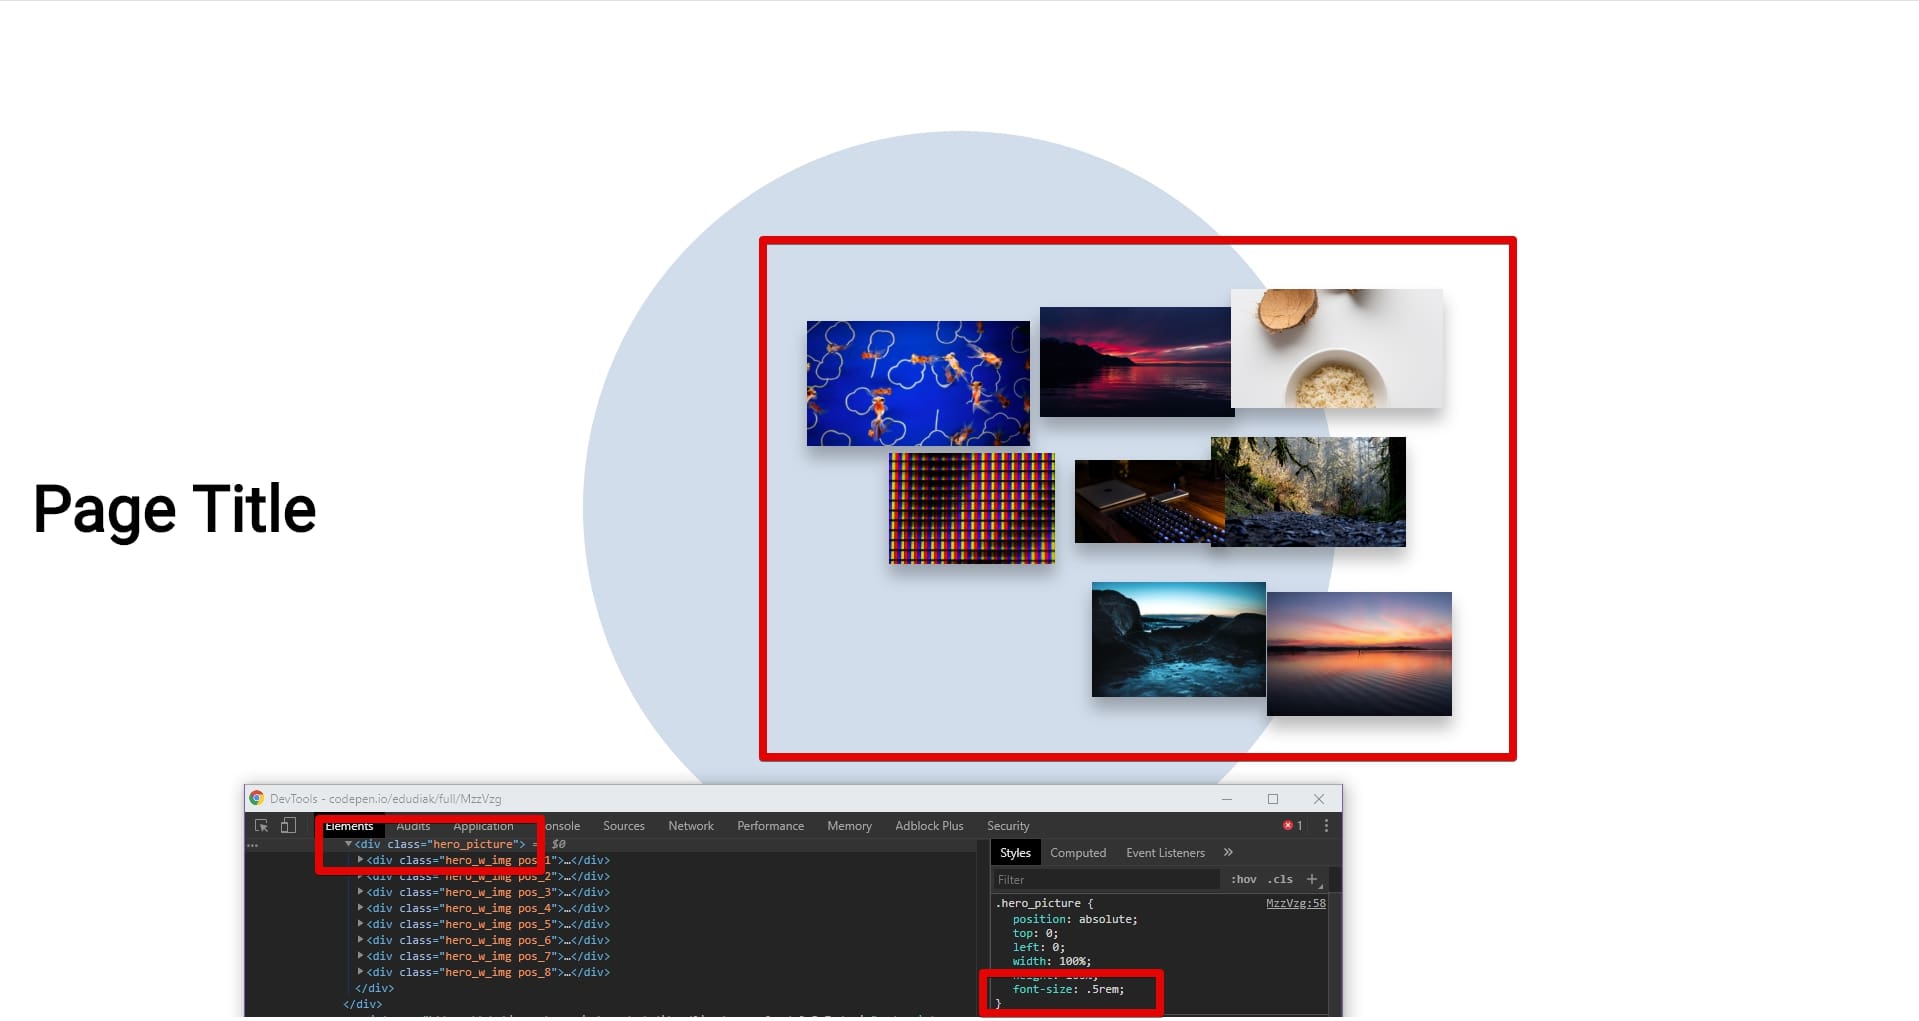 Page Title
DevTools - codepen.io/edudiak/full/MzzVzg
Elements Audits Application Console Sources Network Performance Memory Adblock Plus Security 1
<div class="hero_picture"> == $0
<div class="hero_w_img pos_1">…</div>
<div class="hero_w_img pos_2">…</div>
<div class="hero_w_img pos_3">…</div>
<div class="hero_w_img pos_4">…</div>
<div class="hero_w_img pos_5">…</div>
<div class="hero_w_img pos_6">…</div>
<div class="hero_w_img pos_7">…</div>
<div class="hero_w_img pos_8">…</div>
</div>
</div>
Styles Computed Event Listeners »
Filter :hov .cls +
.hero_picture { MzzVzg:58
position: absolute;
top: 0;
left: 0;
width: 100%;
font-size: .5rem;
}